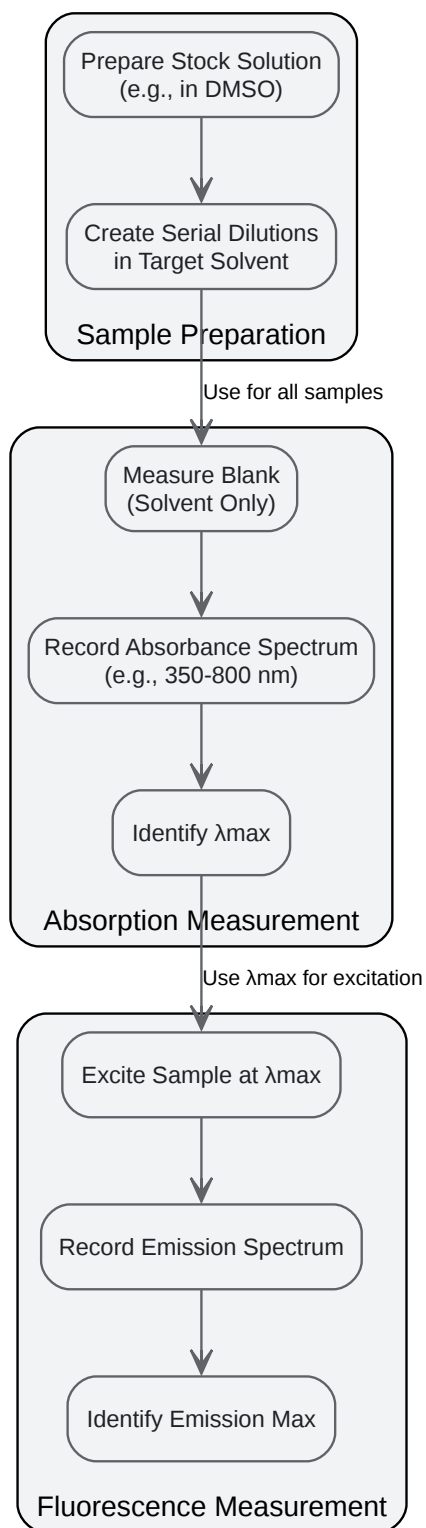 Prepare Stock Solution
(e.g., in DMSO)
Create Serial Dilutions
in Target Solvent
Sample Preparation
Use for all samples
Measure Blank
(Solvent Only)
Record Absorbance Spectrum
(e.g., 350-800 nm)
Identify λmax
Absorption Measurement
Use λmax for excitation
Excite Sample at λmax
Record Emission Spectrum
Identify Emission Max
Fluorescence Measurement